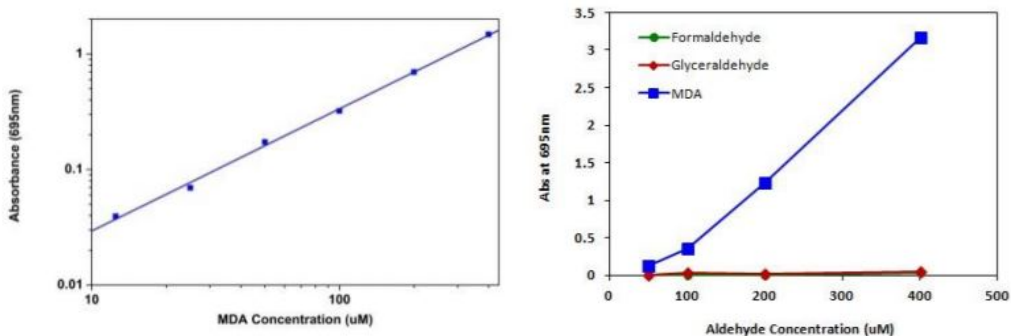 Absorbance (695nm)
1
0.1
0.01
10
100
MDA Concentration (uM)
Abs at 695nm
3.5
3
2.5
2
1.5
1
0.5
0
Formaldehyde
Glyceraldehyde
MDA
0
100
200
300
400
500
Aldehyde Concentration (uM)